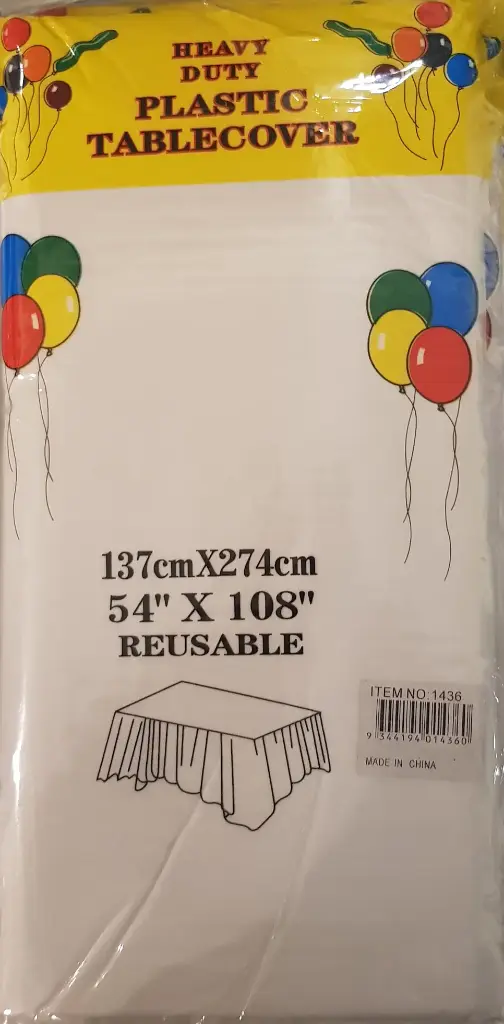 HEAVY
DUTY
PLASTIC
TABLECOVER
137cmX274cm
54" X 108"
REUSABLE
ITEM NO:1436
9 344194 014360
MADE IN CHINA